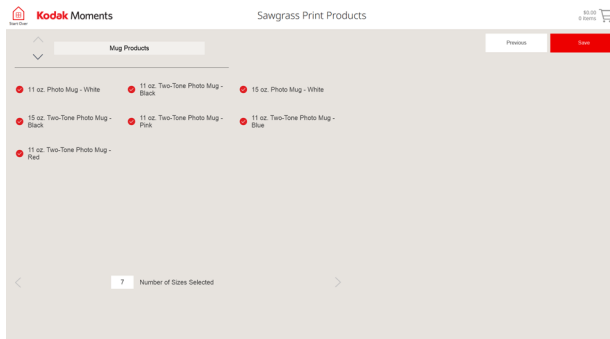 Kodak Moments
Start Over
Sawgrass Print Products
$0.00
0 items
Mug Products
Previous
Save
11 oz. Photo Mug - White
11 oz. Two-Tone Photo Mug -
Black
15 oz. Photo Mug - White
15 oz. Two-Tone Photo Mug -
Black
11 oz. Two-Tone Photo Mug -
Pink
11 oz. Two-Tone Photo Mug -
Blue
11 oz. Two-Tone Photo Mug -
Red
7 Number of Sizes Selected